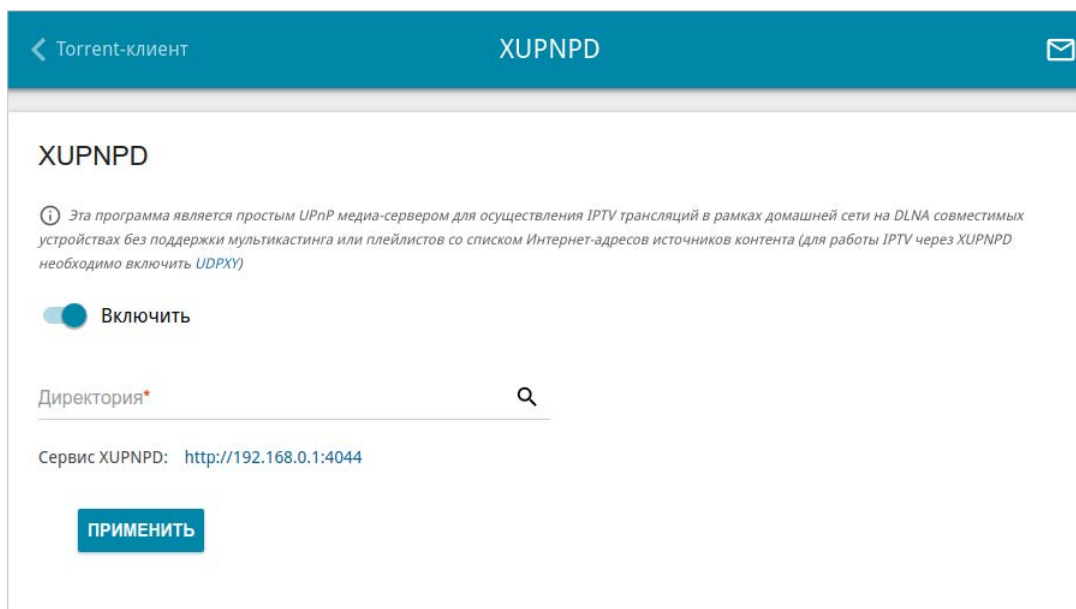 Torrent-клиент
XUPNPD
XUPNPD
Эта программа является простым UPnP медиа-сервером для осуществления IPTV трансляций в рамках домашней сети на DLNA совместимых
устройствах без поддержки мультикастинга или плейлистов со списком Интернет-адресов источников контента (для работы IPTV через XUPNPD
необходимо включить UDPXY)
Включить
Директория*
Сервис XUPNPD: http://192.168.0.1:4044
ПРИМЕНИТЬ